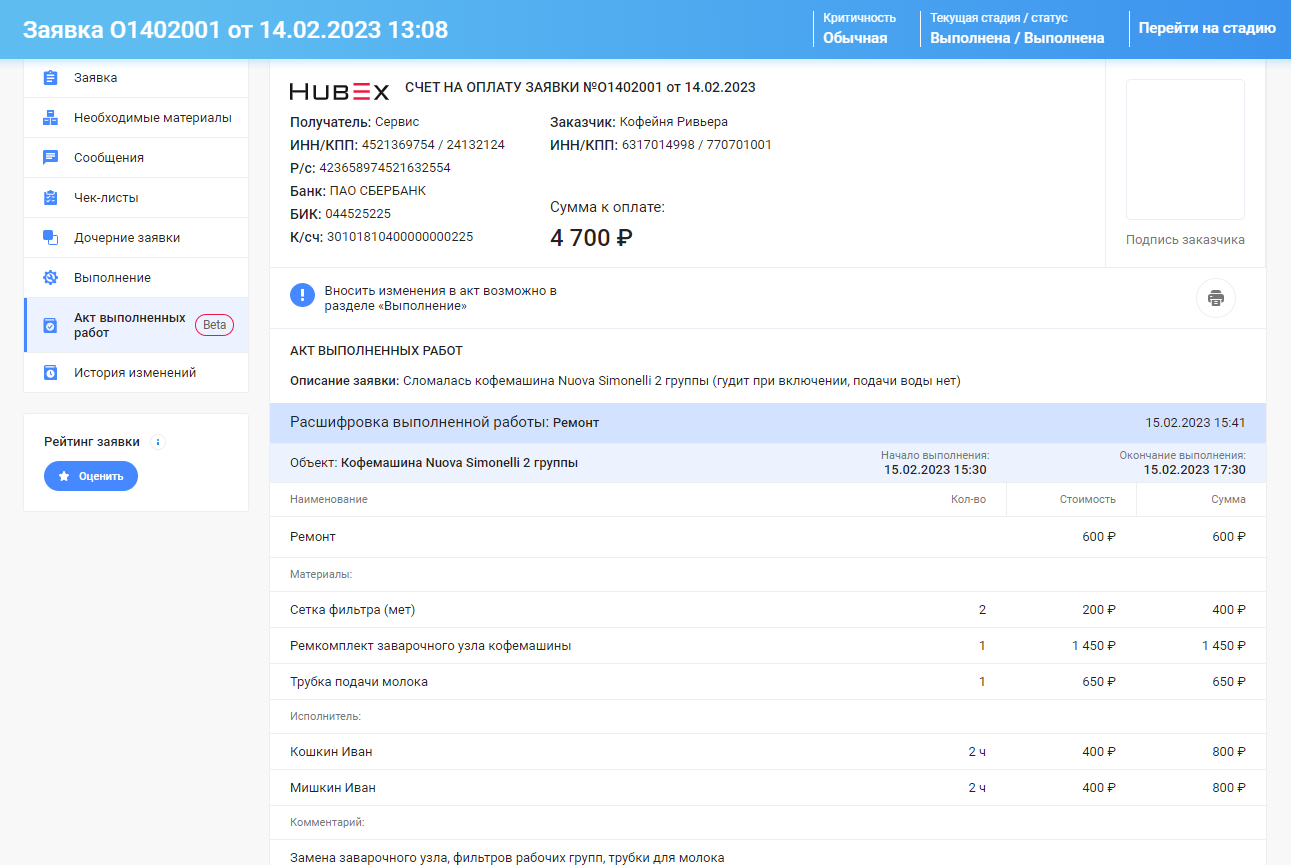 Заявка О1402001 от 14.02.2023 13:08
Критичность
Обычная
Текущая стадия / статус
Выполнена / Выполнена
Перейти на стадию
Заявка
Необходимые материалы
Сообщения
Чек-листы
Дочерние заявки
Выполнение
Акт выполненных
работ
Beta
История изменений
Рейтинг заявки
Оценить
HUBEX
СЧЕТ НА ОПЛАТУ ЗАЯВКИ №О1402001 от 14.02.2023
Получатель: Сервис
ИНН/КПП: 4521369754 / 24132124
Р/с: 423658974521632554
Банк: ПАО СБЕРБАНК
БИК: 044525225
К/сч: 30101810400000000225
Заказчик: Кофейня Ривьера
ИНН/КПП: 6317014998 / 770701001
Сумма к оплате:
4 700 ₽
Подпись заказчика
Вносить изменения в акт возможно в
разделе «Выполнение»
АКТ ВЫПОЛНЕННЫХ РАБОТ
Описание заявки: Сломалась кофемашина Nuova Simonelli 2 группы (гудит при включении, подачи воды нет)
Расшифровка выполненной работы: Ремонт 15.02.2023 15:41
Объект: Кофемашина Nuova Simonelli 2 группы
Начало выполнения:
15.02.2023 15:30
Окончание выполнения:
15.02.2023 17:30
Наименование Кол-во Стоимость Сумма
Ремонт 600 ₽ 600 ₽
Материалы:
Сетка фильтра (мет) 2 200 ₽ 400 ₽
Ремкомплект заварочного узла кофемашины 1 1 450 ₽ 1 450 ₽
Трубка подачи молока 1 650 ₽ 650 ₽
Исполнитель:
Кошкин Иван 2 ч 400 ₽ 800 ₽
Мишкин Иван 2 ч 400 ₽ 800 ₽
Комментарий:
Замена заварочного узла, фильтров рабочих групп, трубки для молока